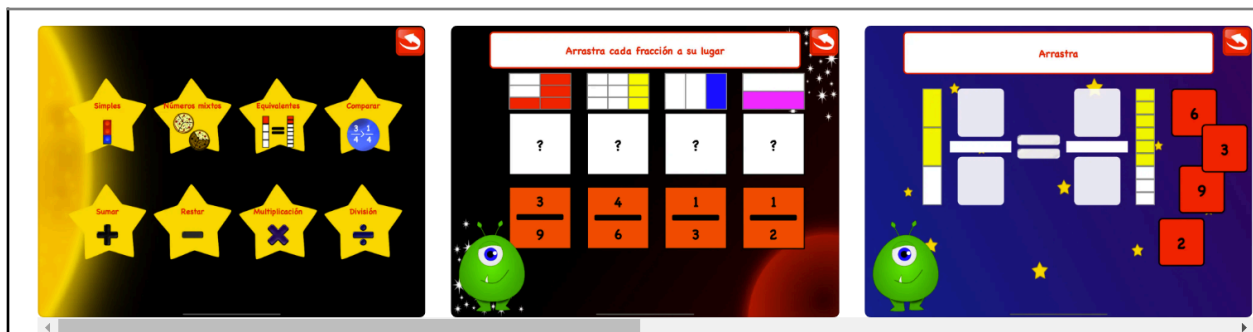 Simples
Números mixtos
Equivalentes
Comparar
3/4 > 1/4
Sumar
Restar
Multiplicación
División
Arrastra cada fracción a su lugar
? ? ? ?
3 4 1 1
9 6 3 2
Arrastra
6
3
9
2